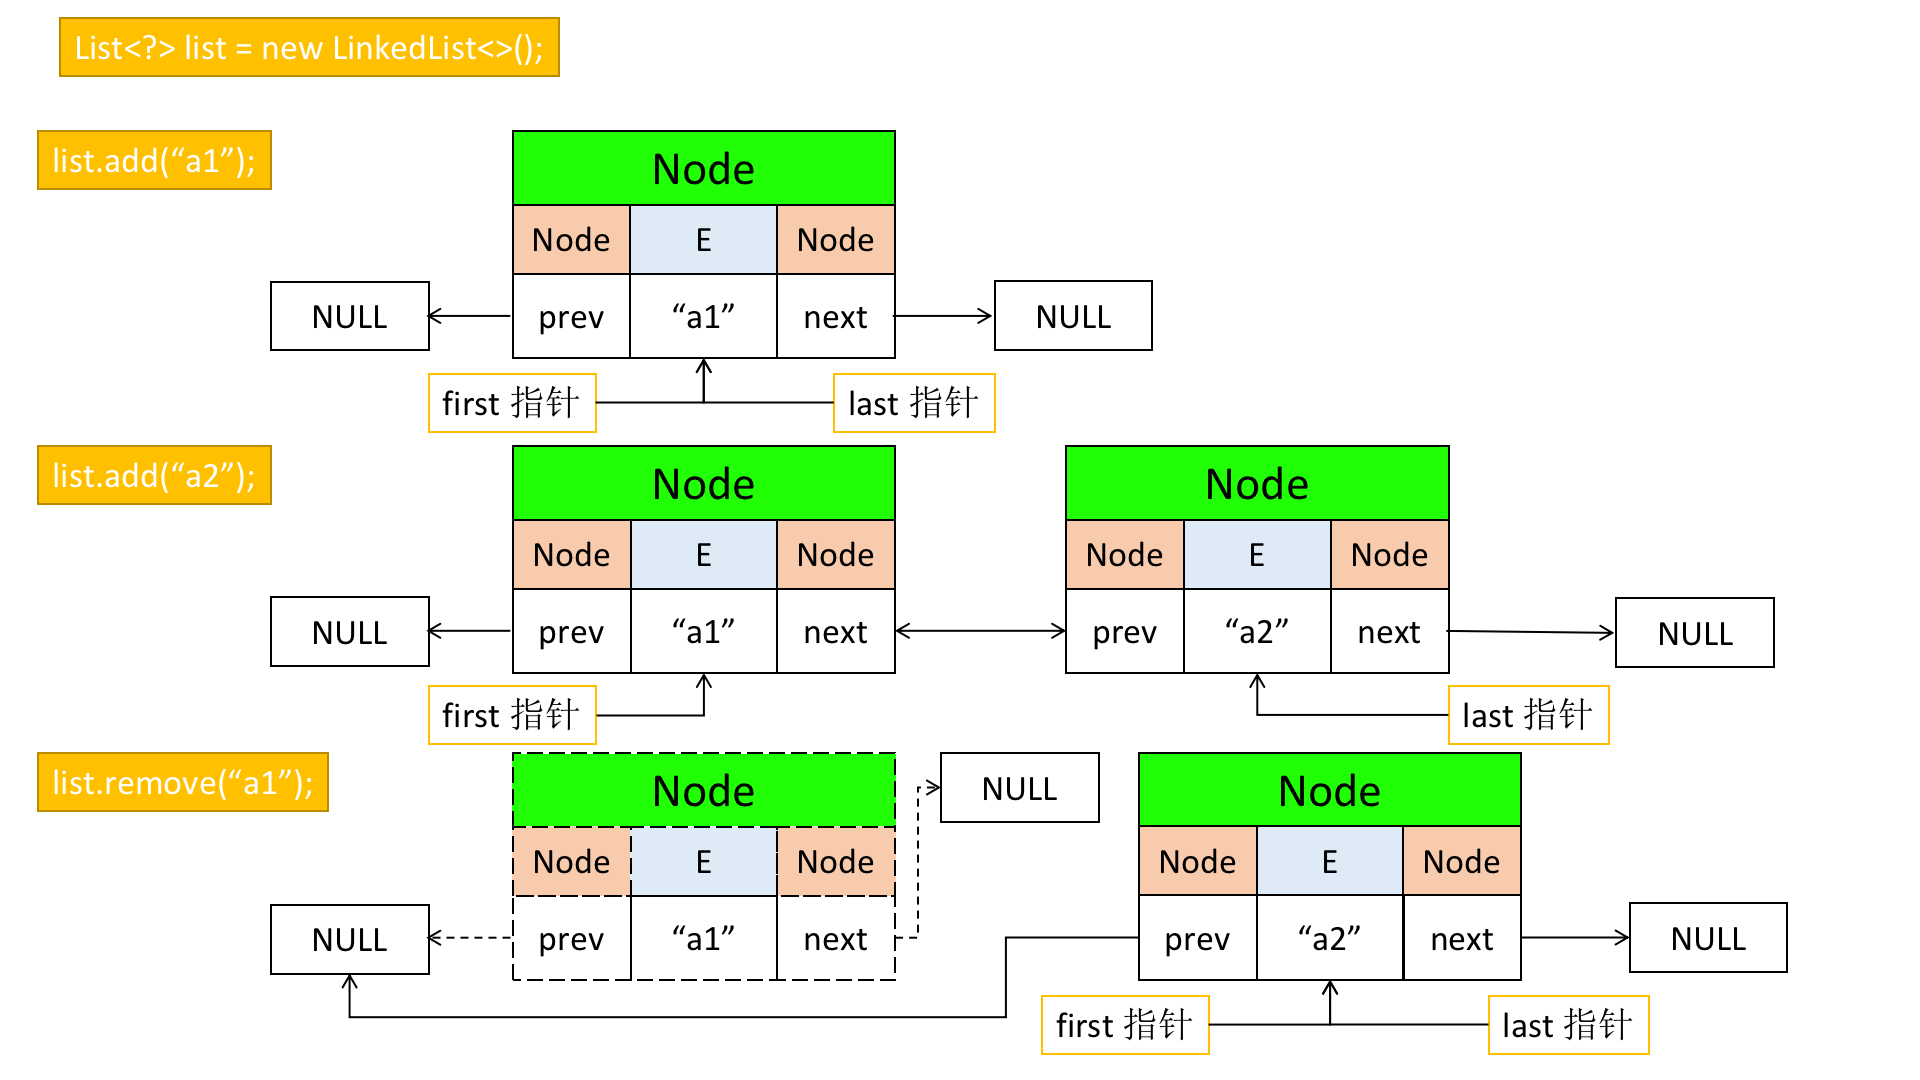 List<?> list = new LinkedList<>();
list.add(“a1”);
Node
Node E Node
NULL prev “a1” next NULL
first 指针 last 指针
list.add(“a2”);
Node Node
Node E Node Node E Node
NULL prev “a1” next prev “a2” next NULL
first 指针 last 指针
list.remove(“a1”);
Node NULL Node
Node E Node Node E Node
NULL prev “a1” next prev “a2” next NULL
first 指针 last 指针